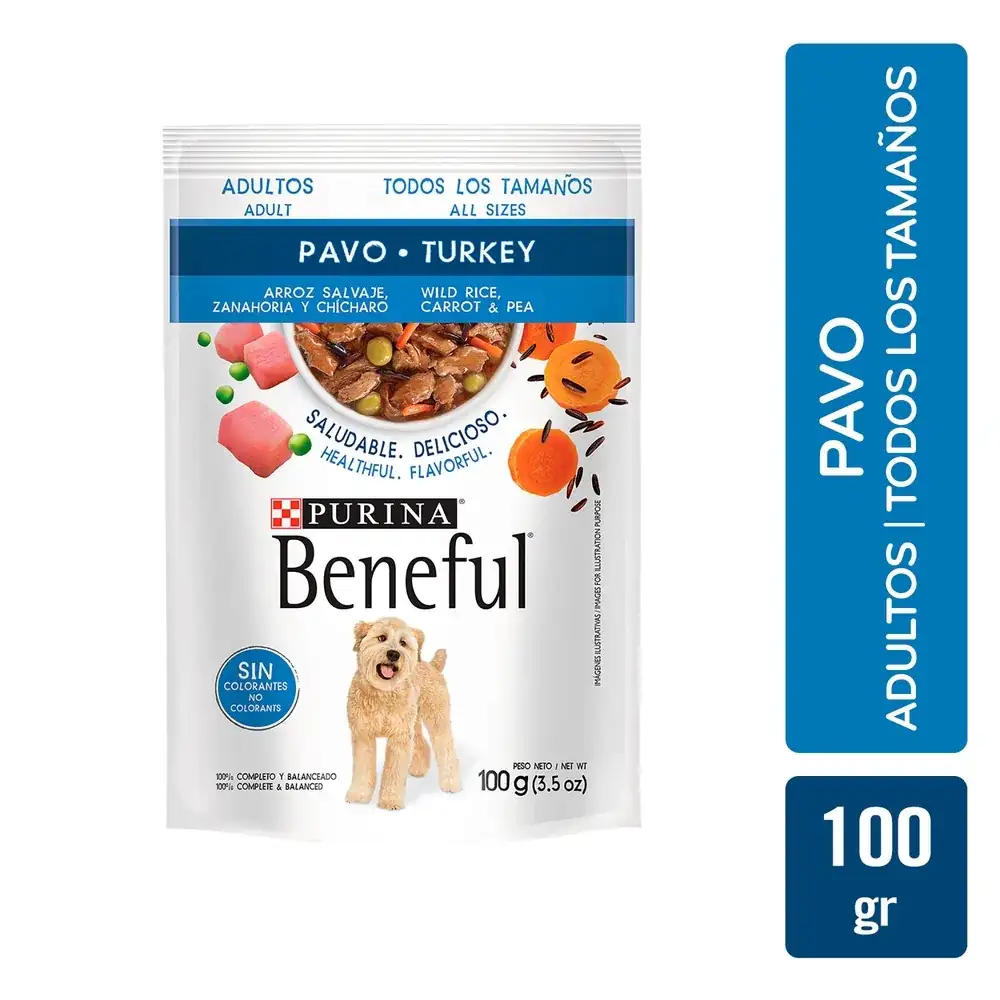 ADULTOS
ADULT
TODOS LOS TAMAÑOS
ALL SIZES
PAVO • TURKEY
ARROZ SALVAJE,
ZANAHORIA Y CHÍCHARO
WILD RICE,
CARROT & PEA
SALUDABLE. DELICIOSO.
HEALTHFUL. FLAVORFUL.
PURINA®
Beneful®
IMÁGENES ILUSTRATIVAS / IMAGES FOR ILLUSTRATION PURPOSE
SIN
COLORANTES
NO
COLORANTS
100% COMPLETO Y BALANCEADO
100% COMPLETE & BALANCED
PESO NETO / NET WT
100 g (3.5 oz)
PAVO
ADULTOS | TODOS LOS TAMAÑOS
100
gr